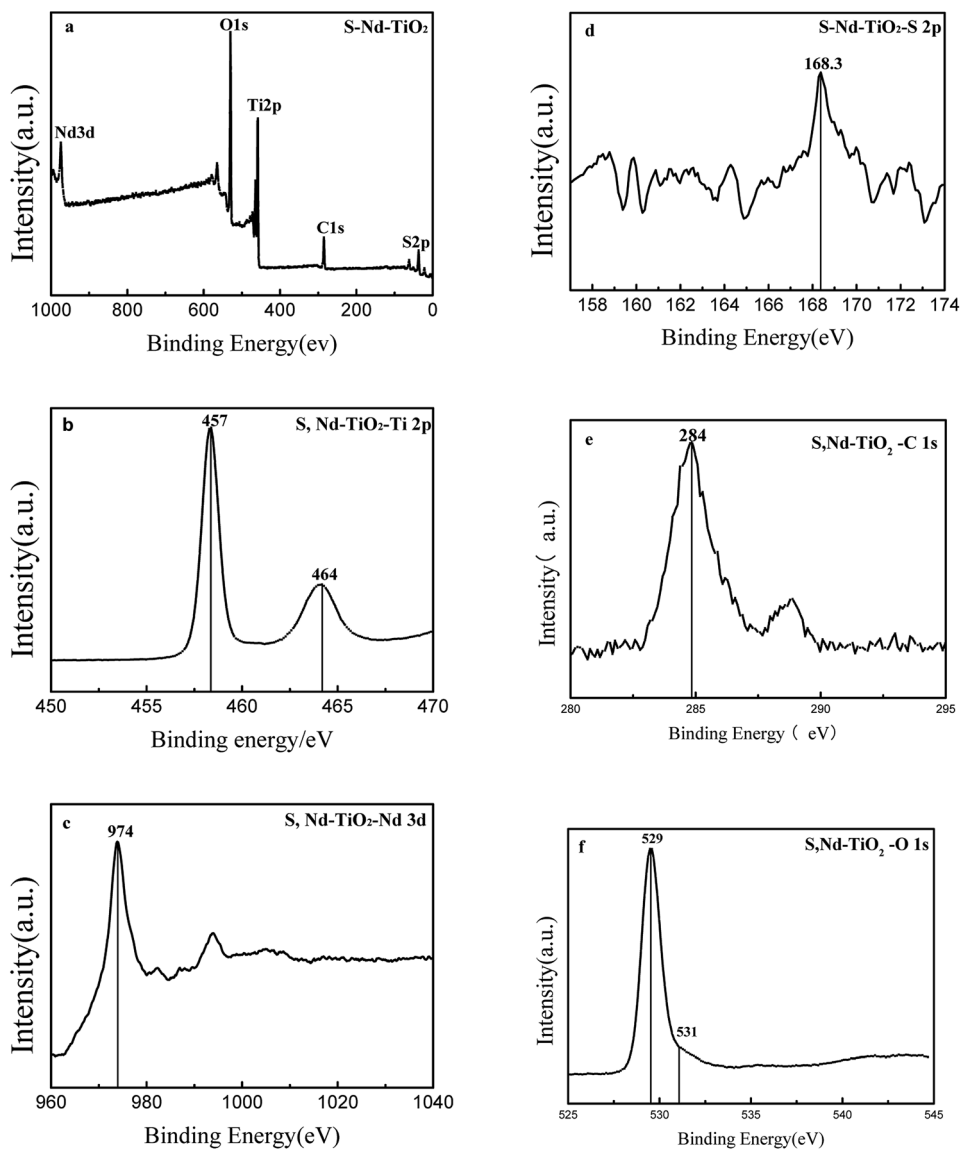 a
S-Nd-TiO2
O1s
Ti2p
Nd3d
C1s
S2p
Intensity(a.u.)
1000 800 600 400 200 0
Binding Energy(ev)
d
S-Nd-TiO2-S 2p
168.3
Intensity(a.u.)
158 160 162 164 166 168 170 172 174
Binding Energy(eV)
b
S, Nd-TiO2-Ti 2p
457
464
Intensity(a.u.)
450 455 460 465 470
Binding energy/eV
e
S,Nd-TiO2 -C 1s
284
Intensity( a.u.)
280 285 290 295
Binding Energy( eV)
c
S, Nd-TiO2-Nd 3d
974
Intensity(a.u.)
960 980 1000 1020 1040
Binding Energy(eV)
f
S,Nd-TiO2 -O 1s
529
531
Intensity(a.u.)
525 530 535 540 545
Binding Energy(eV)